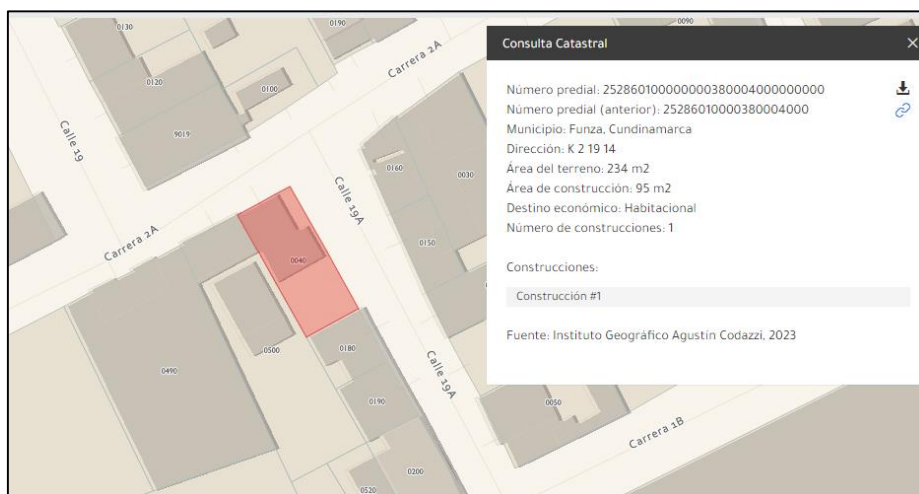 0130
0120
9019
0100
0190
Carrera 2A
0090
Calle 19
Carrera 2A
Calle 19A
0160
0030
0150
0040
0500
0490
0180
0190
0200
0520
Calle 19A
0050
Carrera 1B
Consulta Catastral
Número predial: 252860100000000380004000000000
Número predial (anterior): 25286010000380004000
Municipio: Funza, Cundinamarca
Dirección: K 2 19 14
Área del terreno: 234 m2
Área de construcción: 95 m2
Destino económico: Habitacional
Número de construcciones: 1
Construcciones:
Construcción #1
Fuente: Instituto Geográfico Agustín Codazzi, 2023